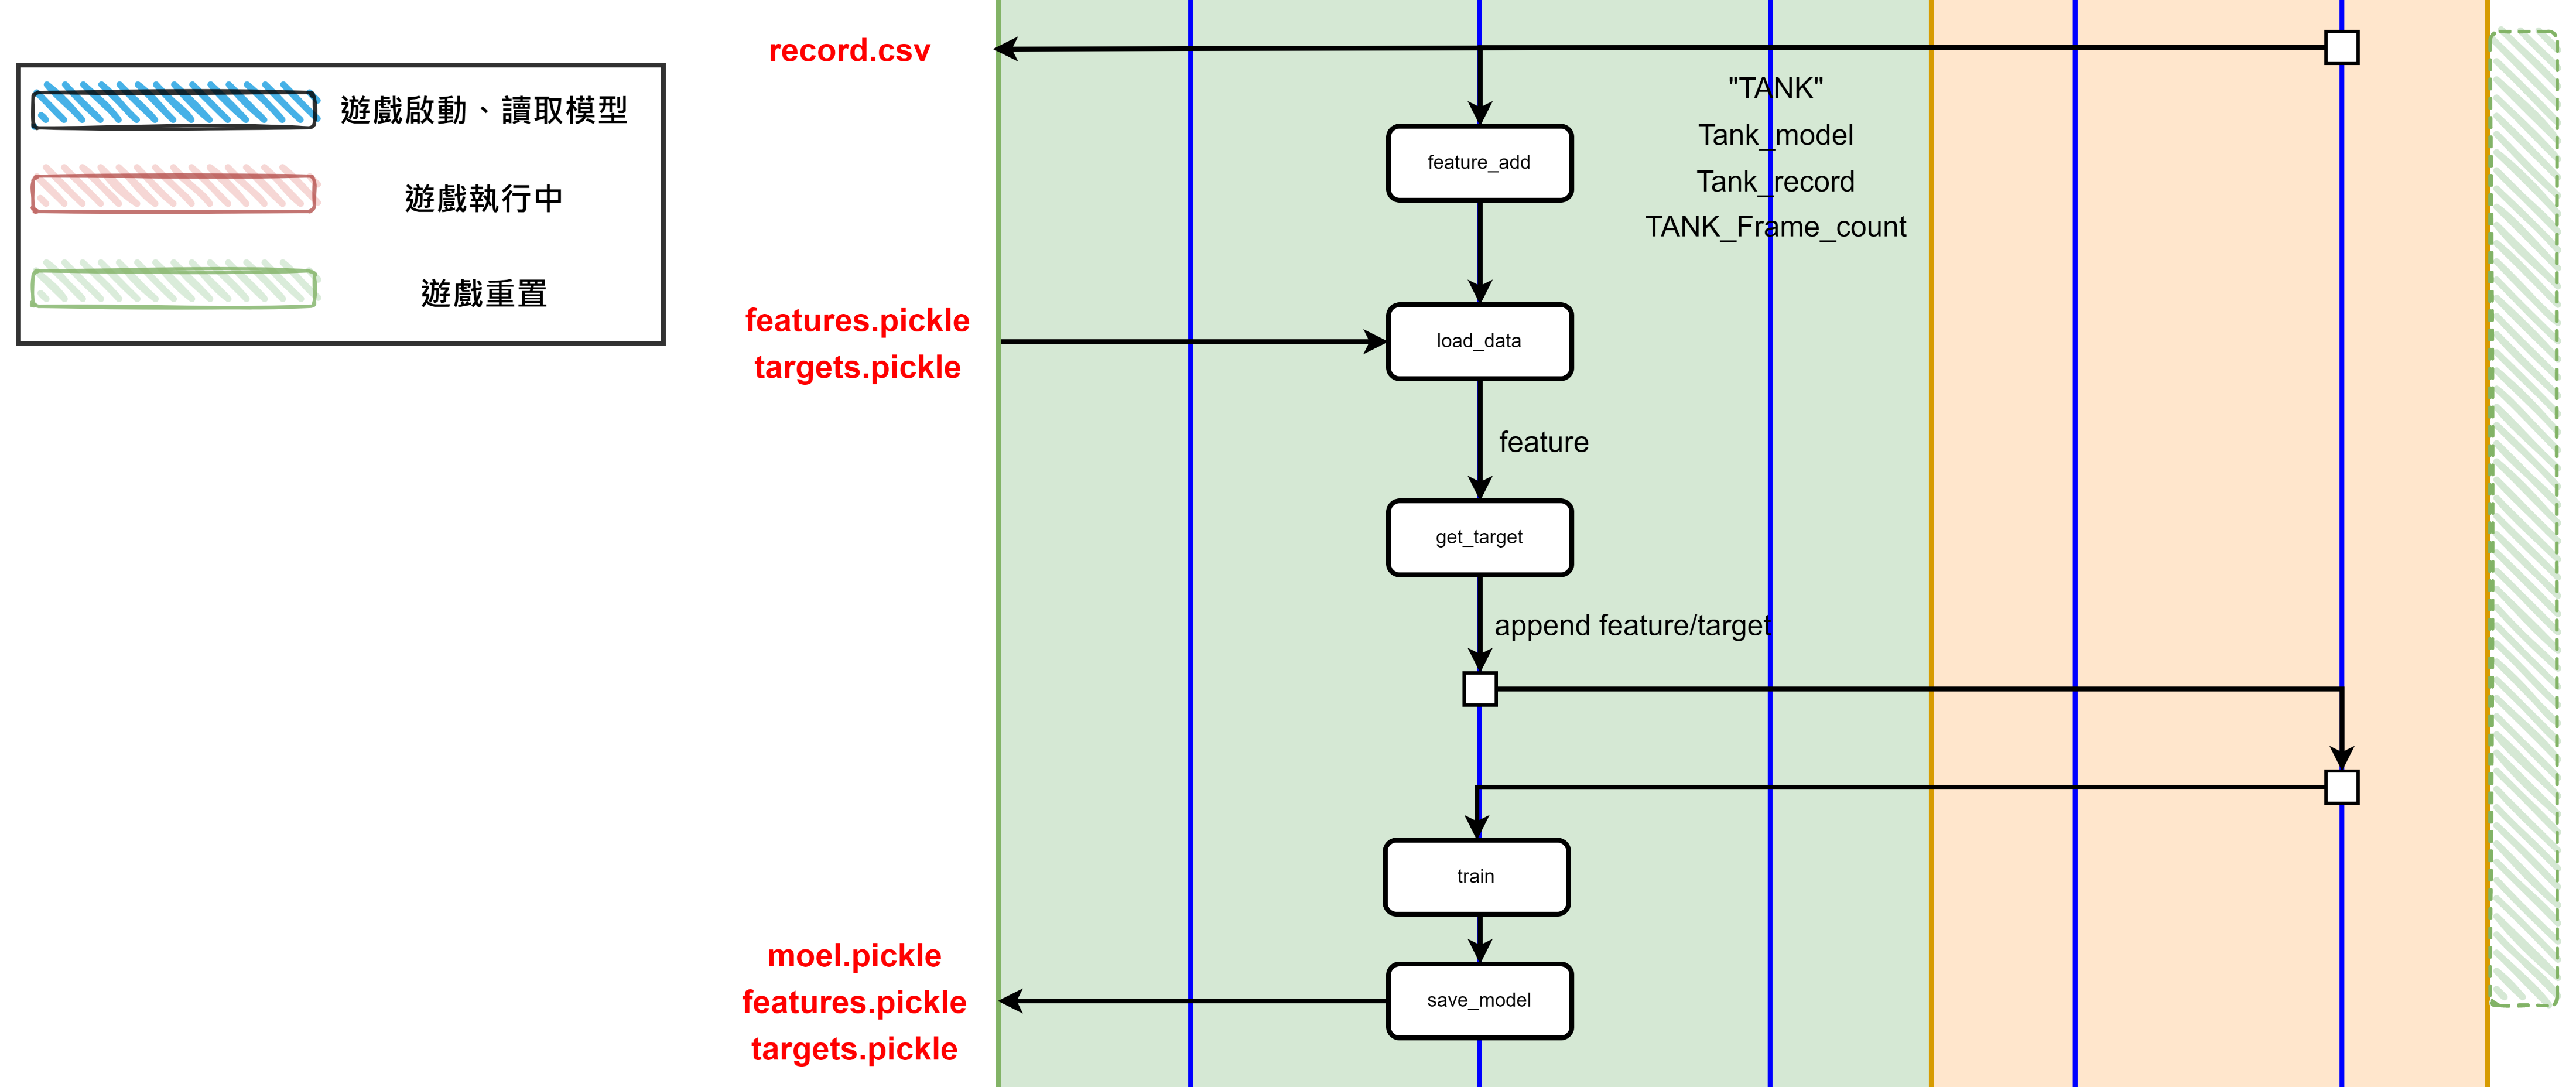 遊戲啟動、讀取模型
遊戲執行中
遊戲重置
record.csv
"TANK"
Tank_model
Tank_record
TANK_Frame_count
feature_add
features.pickle
targets.pickle
load_data
feature
get_target
append feature/target
train
moel.pickle
features.pickle
targets.pickle
save_model